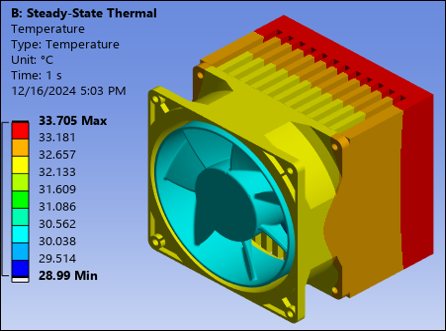 B: Steady-State Thermal
Temperature
Type: Temperature
Unit: °C
Time: 1 s
12/16/2024 5:03 PM
33.705 Max
33.181
32.657
32.133
31.609
31.086
30.562
30.038
29.514
28.99 Min